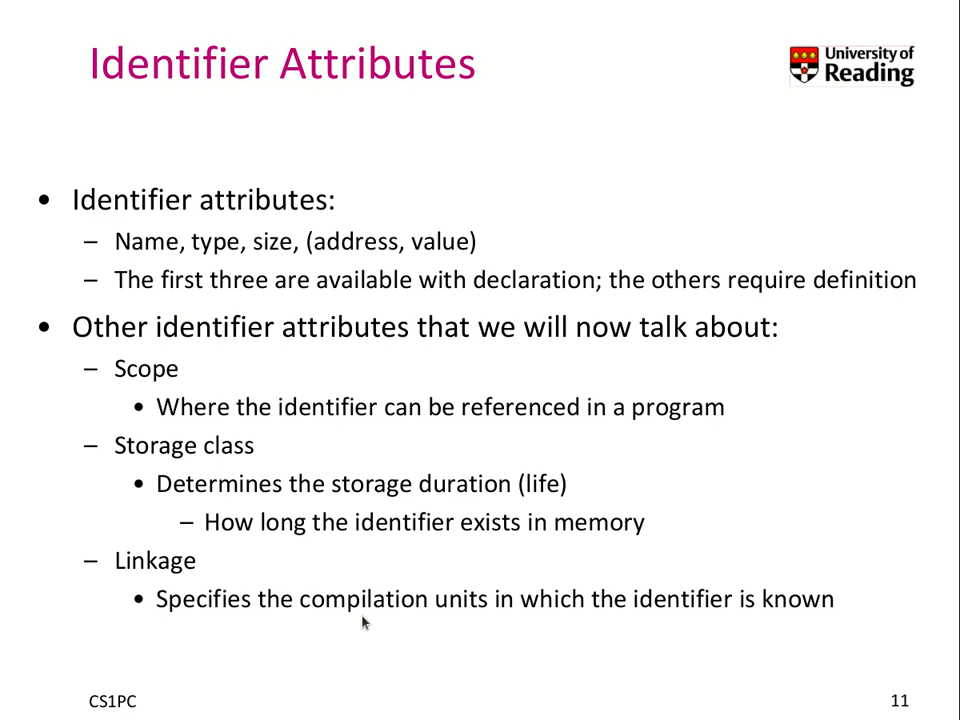 Identifier Attributes
University of
Reading
• Identifier attributes:
– Name, type, size, (address, value)
– The first three are available with declaration; the others require definition
• Other identifier attributes that we will now talk about:
– Scope
• Where the identifier can be referenced in a program
– Storage class
• Determines the storage duration (life)
– How long the identifier exists in memory
– Linkage
• Specifies the compilation units in which the identifier is known
CS1PC
11